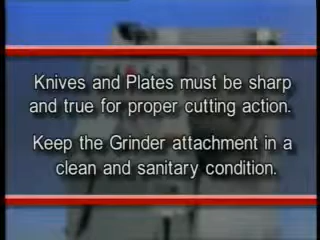 Knives and Plates must be sharp
and true for proper cutting action.
Keep the Grinder attachment in a
clean and sanitary condition.